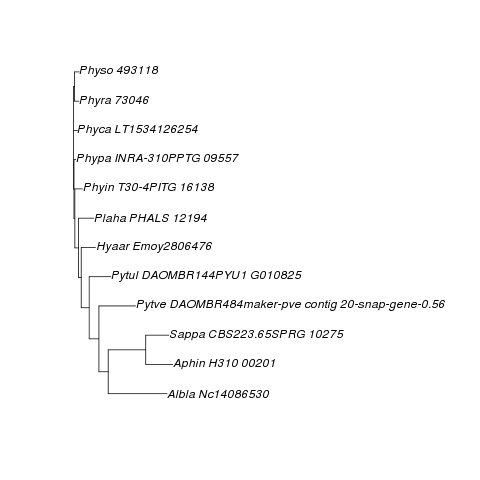 Physo 493118
Phyra 73046
Phyca LT1534126254
Phypa INRA-310PPTG 09557
Phyin T30-4PITG 16138
Plaha PHALS 12194
Hyaar Emoy2806476
Pytul DAOMBR144PYU1 G010825
Pytve DAOMBR484maker-pve contig 20-snap-gene-0.56
Sappa CBS223.65SPRG 10275
Aphin H310 00201
Albla Nc14086530